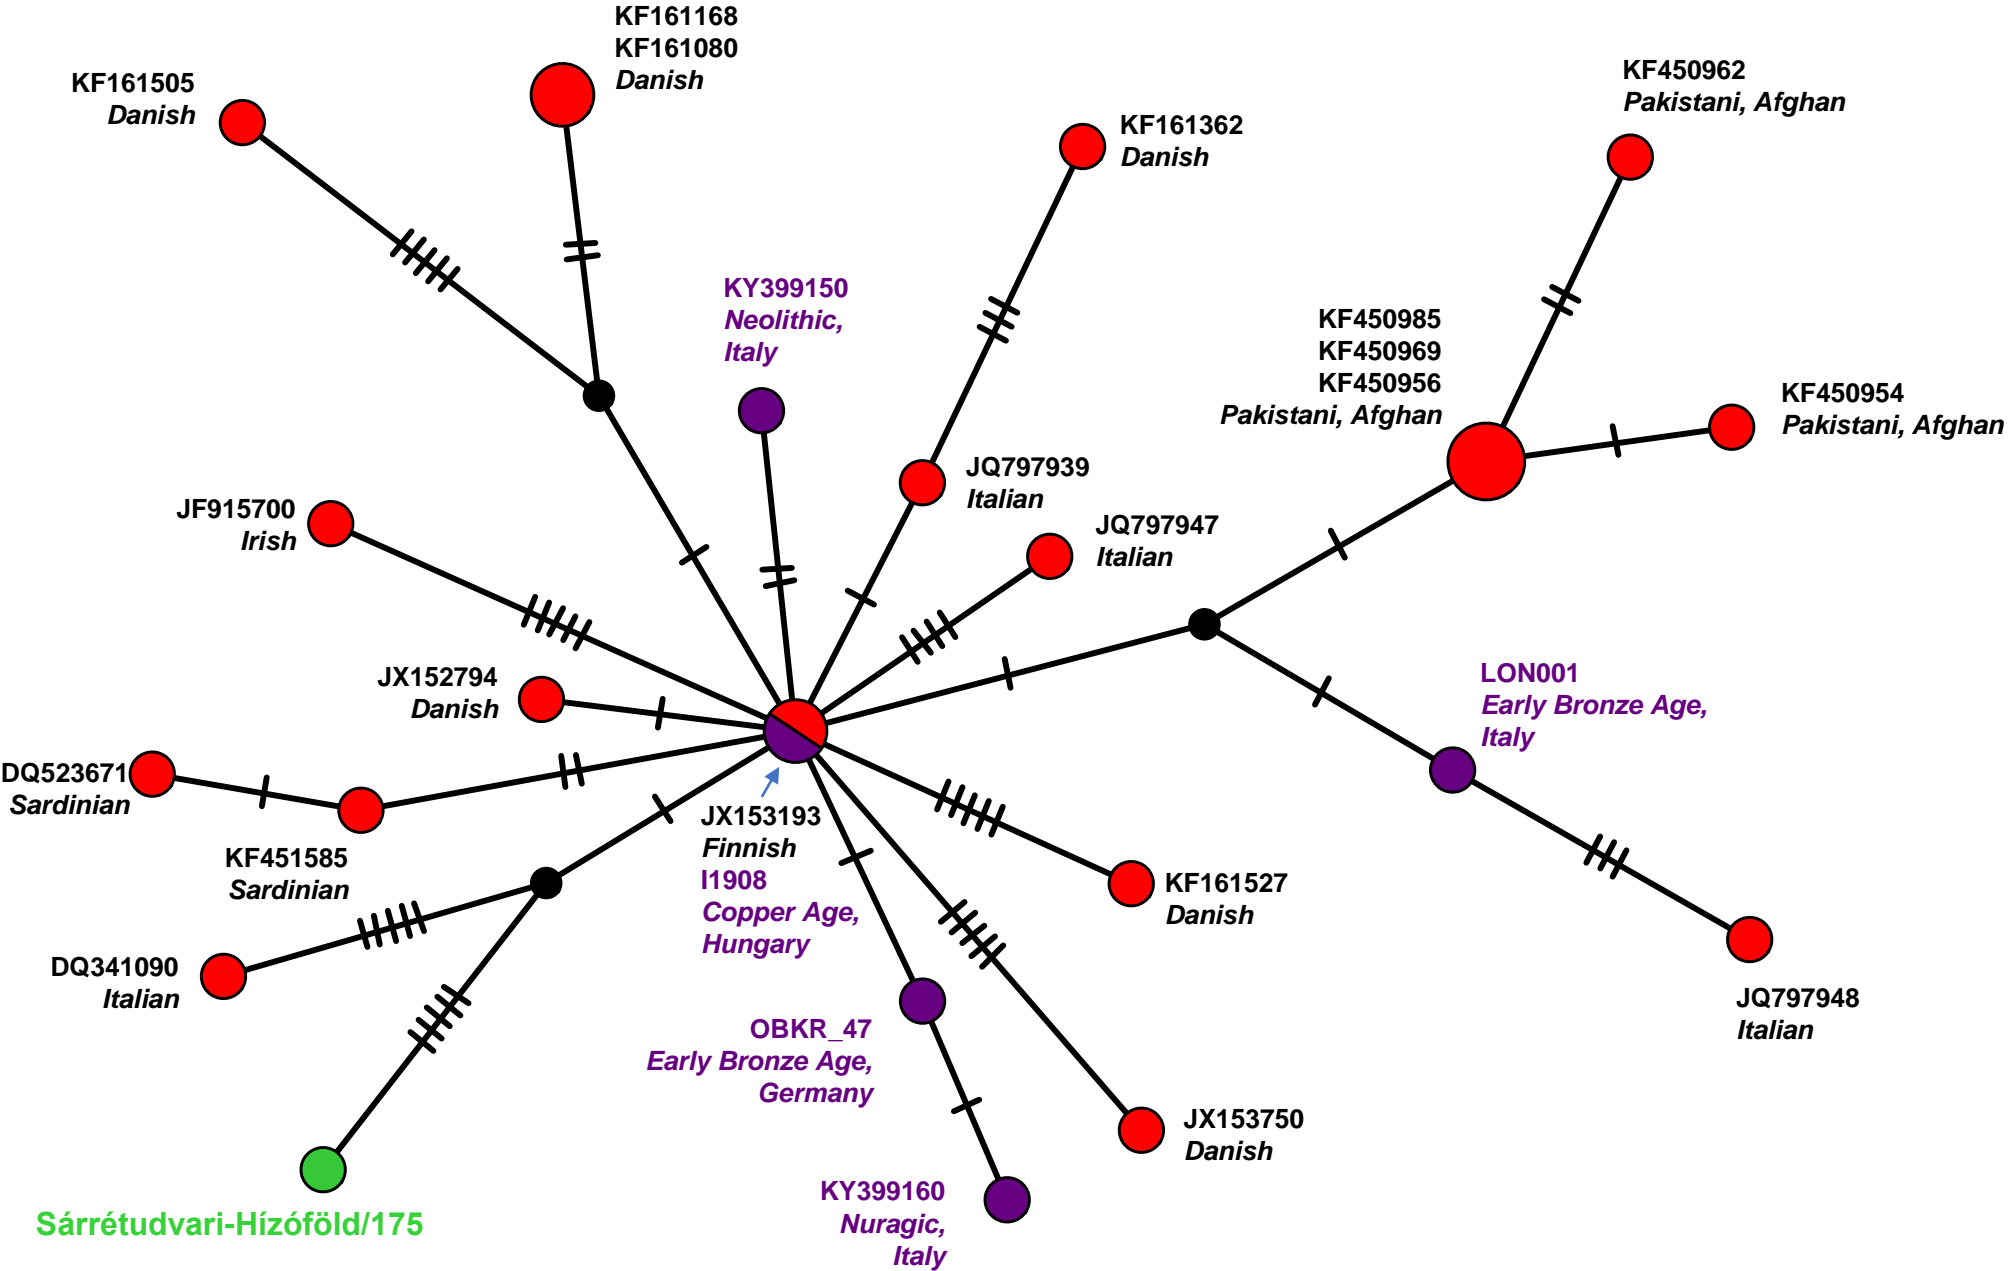 KF161168
KF161080
Danish
KF161505
Danish
KF450962
Pakistani, Afghan
KF161362
Danish
KY399150
Neolithic,
Italy
KF450985
KF450969
KF450956
Pakistani, Afghan
KF450954
Pakistani, Afghan
JQ797939
Italian
JF915700
Irish
JQ797947
Italian
JX152794
Danish
LON001
Early Bronze Age,
Italy
DQ523671
Sardinian
KF451585
Sardinian
JX153193
Finnish
I1908
Copper Age,
Hungary
KF161527
Danish
DQ341090
Italian
JQ797948
Italian
OBKR_47
Early Bronze Age,
Germany
JX153750
Danish
KY399160
Nuragic,
Italy
Sárrétudvari-Hízóföld/175